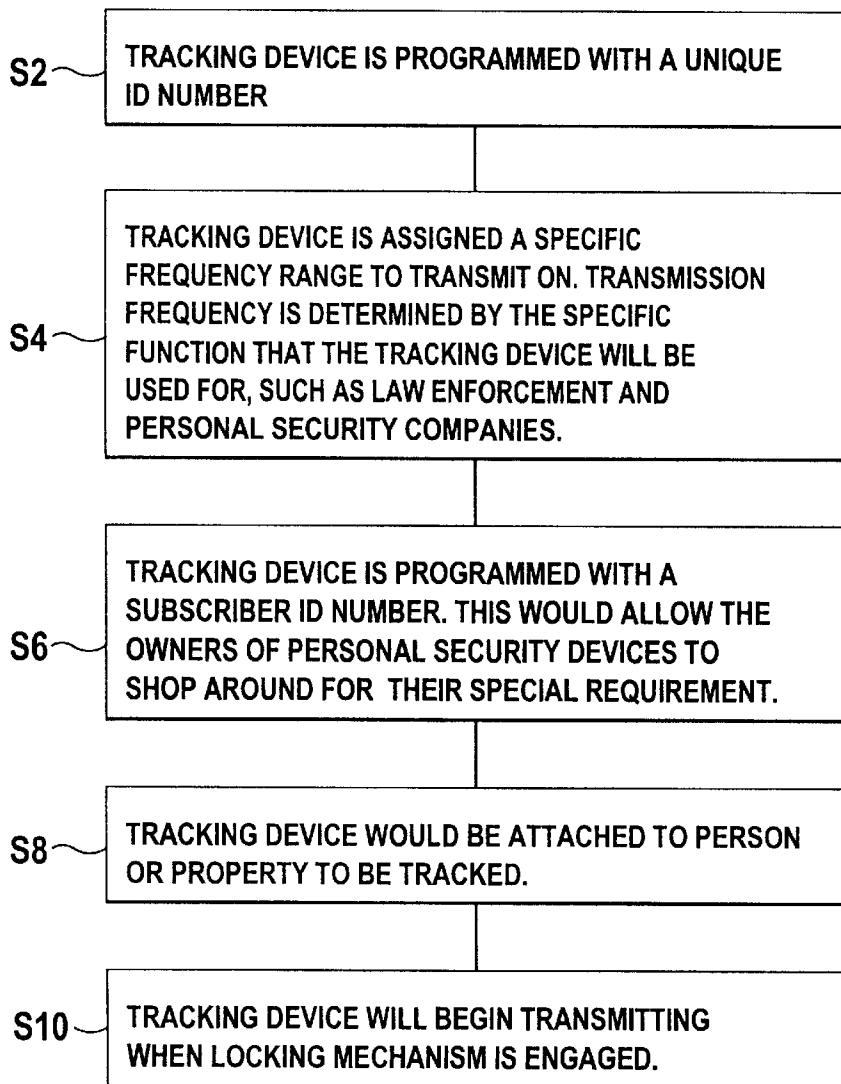 S2
TRACKING DEVICE IS PROGRAMMED WITH A UNIQUE
ID NUMBER
S4
TRACKING DEVICE IS ASSIGNED A SPECIFIC
FREQUENCY RANGE TO TRANSMIT ON. TRANSMISSION
FREQUENCY IS DETERMINED BY THE SPECIFIC
FUNCTION THAT THE TRACKING DEVICE WILL BE
USED FOR, SUCH AS LAW ENFORCEMENT AND
PERSONAL SECURITY COMPANIES.
S6
TRACKING DEVICE IS PROGRAMMED WITH A
SUBSCRIBER ID NUMBER. THIS WOULD ALLOW THE
OWNERS OF PERSONAL SECURITY DEVICES TO
SHOP AROUND FOR THEIR SPECIAL REQUIREMENT.
S8
TRACKING DEVICE WOULD BE ATTACHED TO PERSON
OR PROPERTY TO BE TRACKED.
S10
TRACKING DEVICE WILL BEGIN TRANSMITTING
WHEN LOCKING MECHANISM IS ENGAGED.